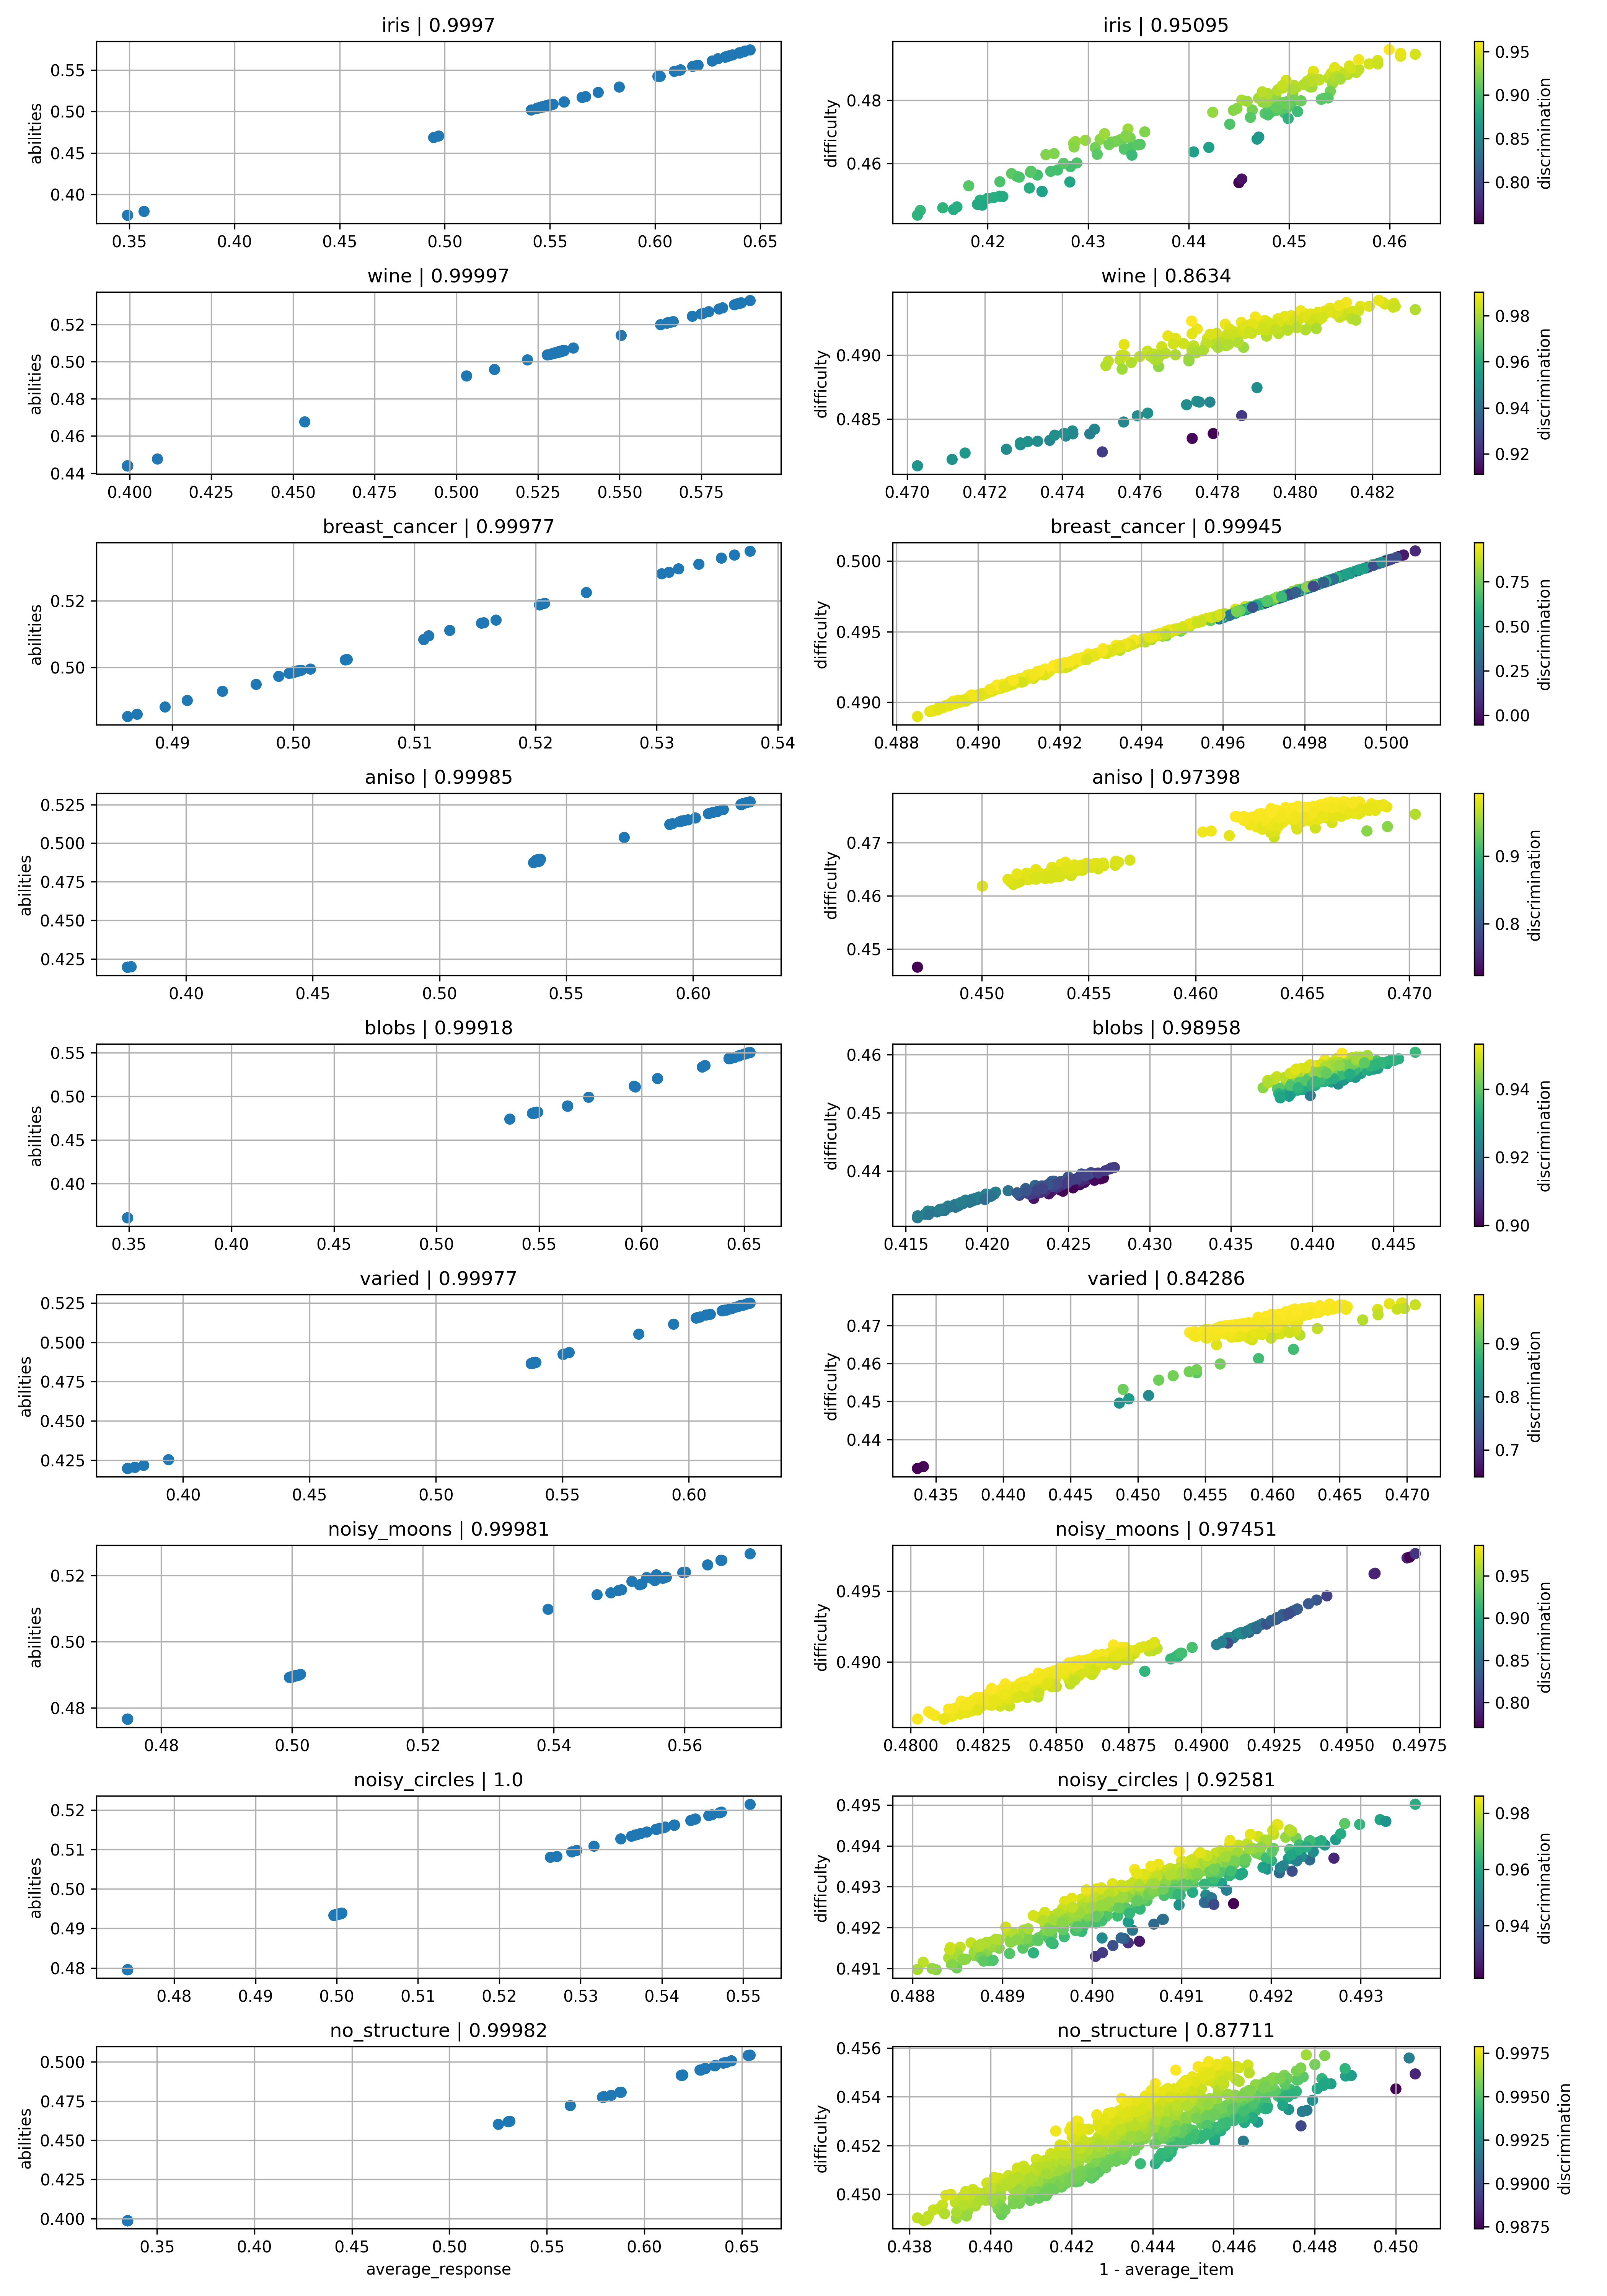 iris | 0.9997
abilities
0.55
0.50
0.45
0.40
0.35 0.40 0.45 0.50 0.55 0.60 0.65
iris | 0.95095
difficulty
0.48
0.46
0.42 0.43 0.44 0.45 0.46
0.95
0.90
0.85
0.80
discrimination
wine | 0.99997
abilities
0.52
0.50
0.48
0.46
0.44
0.400 0.425 0.450 0.475 0.500 0.525 0.550 0.575
wine | 0.8634
difficulty
0.490
0.485
0.470 0.472 0.474 0.476 0.478 0.480 0.482
0.98
0.96
0.94
0.92
discrimination
breast_cancer | 0.99977
abilities
0.52
0.50
0.49 0.50 0.51 0.52 0.53 0.54
breast_cancer | 0.99945
difficulty
0.500
0.495
0.490
0.488 0.490 0.492 0.494 0.496 0.498 0.500
0.75
0.50
0.25
0.00
discrimination
aniso | 0.99985
abilities
0.525
0.500
0.475
0.450
0.425
0.40 0.45 0.50 0.55 0.60
aniso | 0.97398
difficulty
0.47
0.46
0.45
0.450 0.455 0.460 0.465 0.470
0.9
0.8
discrimination
blobs | 0.99918
abilities
0.55
0.50
0.45
0.40
0.35 0.40 0.45 0.50 0.55 0.60 0.65
blobs | 0.98958
difficulty
0.46
0.45
0.44
0.415 0.420 0.425 0.430 0.435 0.440 0.445
0.94
0.92
0.90
discrimination
varied | 0.99977
abilities
0.525
0.500
0.475
0.450
0.425
0.40 0.45 0.50 0.55 0.60
varied | 0.84286
difficulty
0.47
0.46
0.45
0.44
0.435 0.440 0.445 0.450 0.455 0.460 0.465 0.470
0.9
0.8
0.7
discrimination
noisy_moons | 0.99981
abilities
0.52
0.50
0.48
0.48 0.50 0.52 0.54 0.56
noisy_moons | 0.97451
difficulty
0.495
0.490
0.4800 0.4825 0.4850 0.4875 0.4900 0.4925 0.4950 0.4975
0.95
0.90
0.85
0.80
discrimination
noisy_circles | 1.0
abilities
0.52
0.51
0.50
0.49
0.48
0.48 0.49 0.50 0.51 0.52 0.53 0.54 0.55
noisy_circles | 0.92581
difficulty
0.495
0.494
0.493
0.492
0.491
0.488 0.489 0.490 0.491 0.492 0.493
0.98
0.96
0.94
discrimination
no_structure | 0.99982
abilities
0.500
0.475
0.450
0.425
0.400
0.35 0.40 0.45 0.50 0.55 0.60 0.65
average_response
no_structure | 0.87711
difficulty
0.456
0.454
0.452
0.450
0.438 0.440 0.442 0.444 0.446 0.448 0.450
1 - average_item
0.9975
0.9950
0.9925
0.9900
0.9875
discrimination